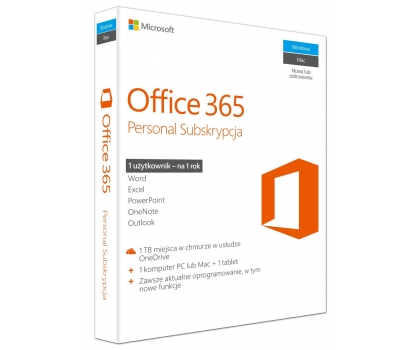 Microsoft
Windows
Mac
Nowa lub
odnowienie
Office 365
Personal Subskrypcja
1 użytkownik – na 1 rok
Word
Excel
PowerPoint
OneNote
Outlook
1 TB miejsca w chmurze w usłudze
OneDrive
+ 1 komputer PC lub Mac + 1 tablet
+ Zawsze aktualne oprogramowanie, w tym
nowe funkcje
Office 365
Personal Subskrypcja
Windows
Mac